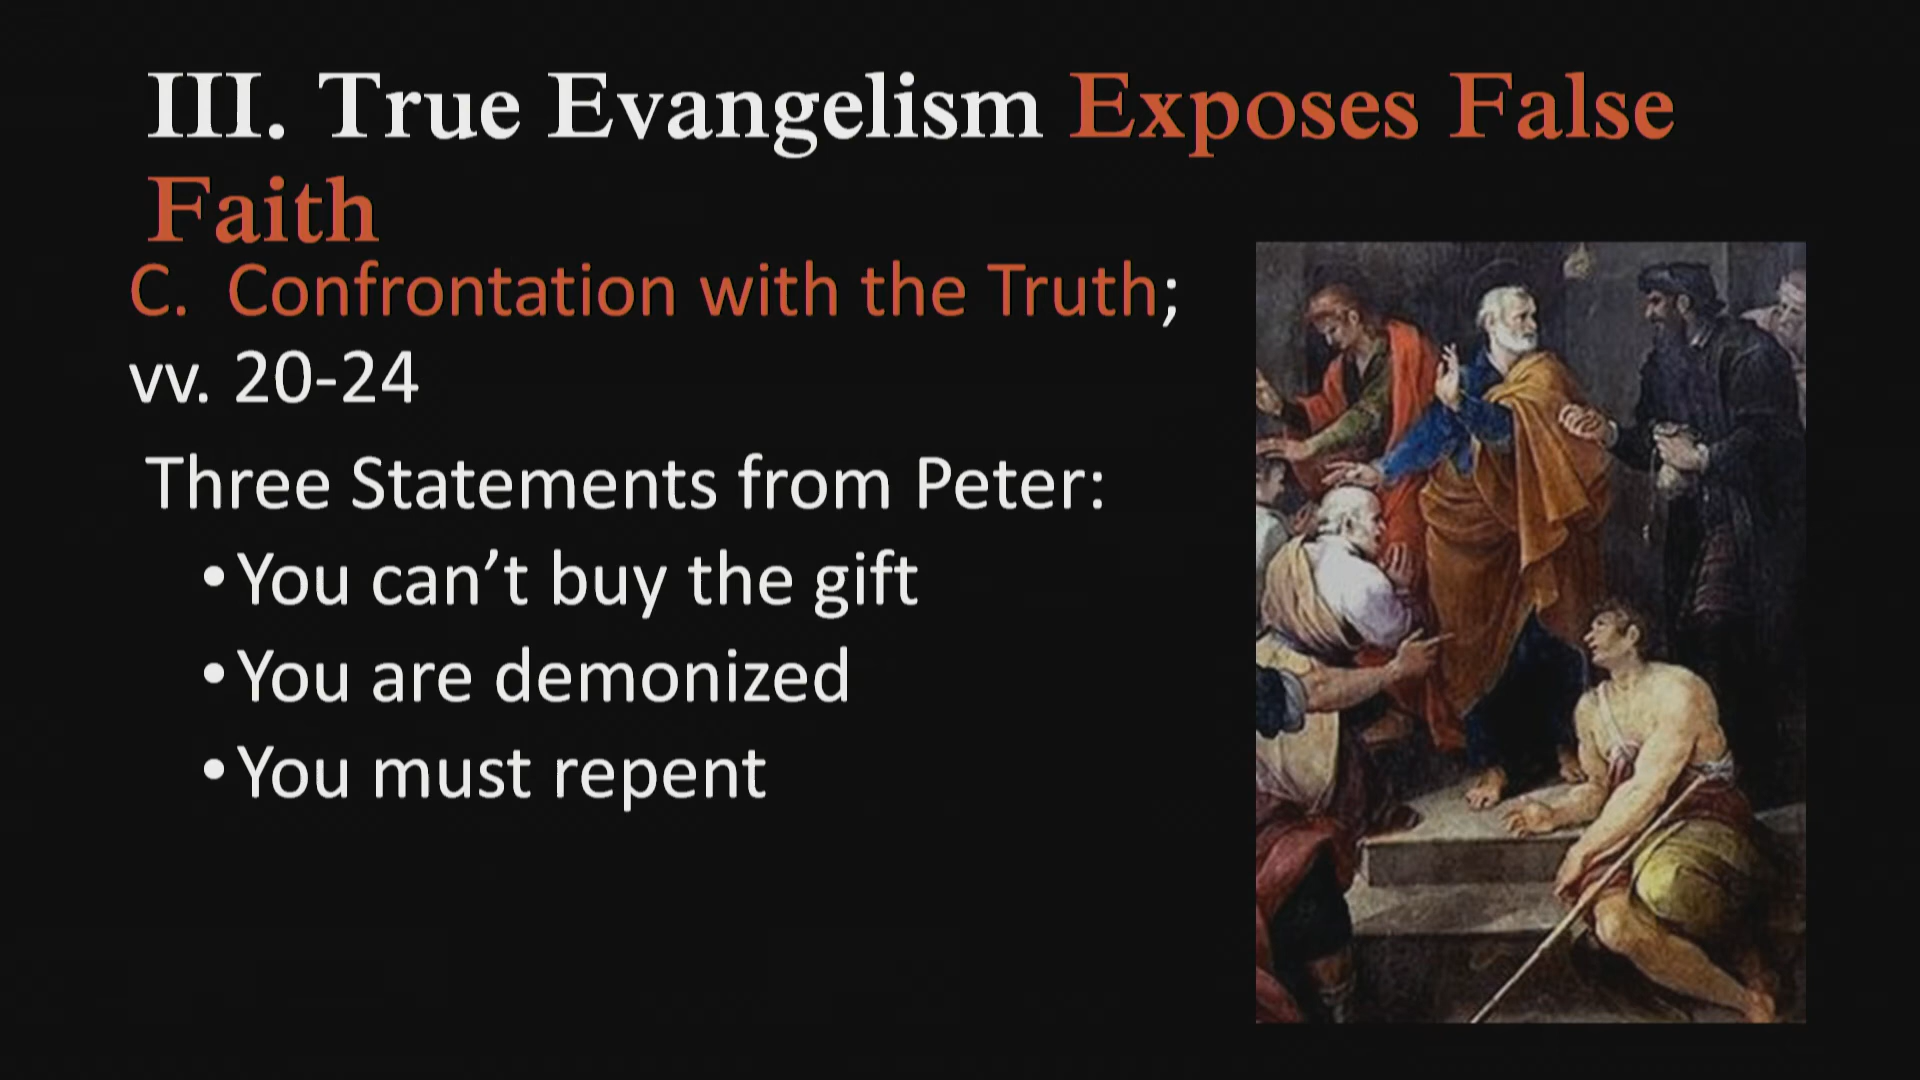 III. True Evangelism Exposes False
Faith
C. Confrontation with the Truth;
vv. 20-24
Three Statements from Peter:
•You can’t buy the gift
•You are demonized
•You must repent